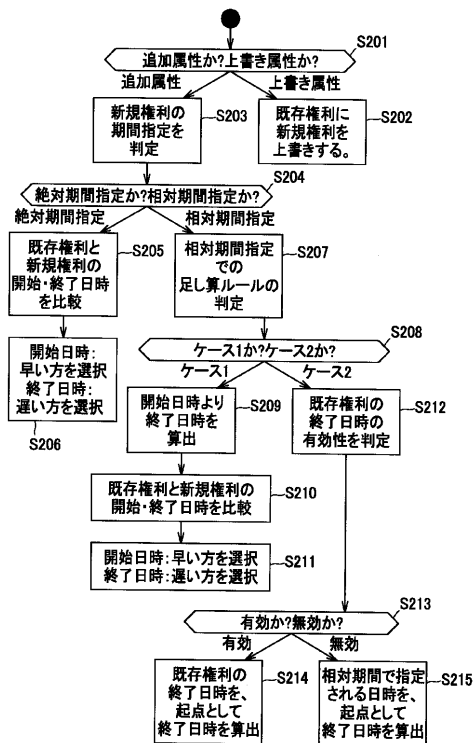 S201
追加属性か?上書き属性か?
追加属性
上書き属性
新規権利の
期間指定を
判定
S203
既存権利に
新規権利を
上書きする。
S202
S204
絶対期間指定か?相対期間指定か?
絶対期間指定
相対期間指定
既存権利と
新規権利の
開始・終了日時
を比較
S205
相対期間指定
での
足し算ルールの
判定
S207
開始日時:
早い方を選択
終了日時:
遅い方を選択
S206
S208
ケース1か?ケース2か?
ケース1
ケース2
開始日時より
終了日時を
算出
S209
既存権利の
終了日時の
有効性を判定
S212
既存権利と新規権利の
開始・終了日時を比較
S210
開始日時:早い方を選択
終了日時:遅い方を選択
S211
S213
有効か?無効か?
有効
無効
既存権利の
終了日時を、
起点として
終了日時を算出
S214
相対期間で指定
される日時を、
起点として
終了日時を算出
S215